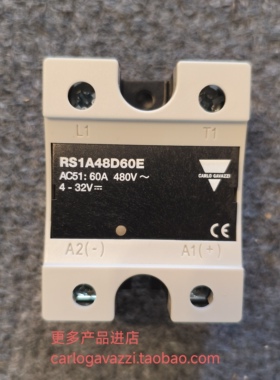 L1 T1
RS1A48D60E
AC51: 60A 480V ~
4 - 32V⎓
CARLO GAVAZZI
CE
A2(-) A1(+)
更多产品进店
carlogavazzi.taobao.com